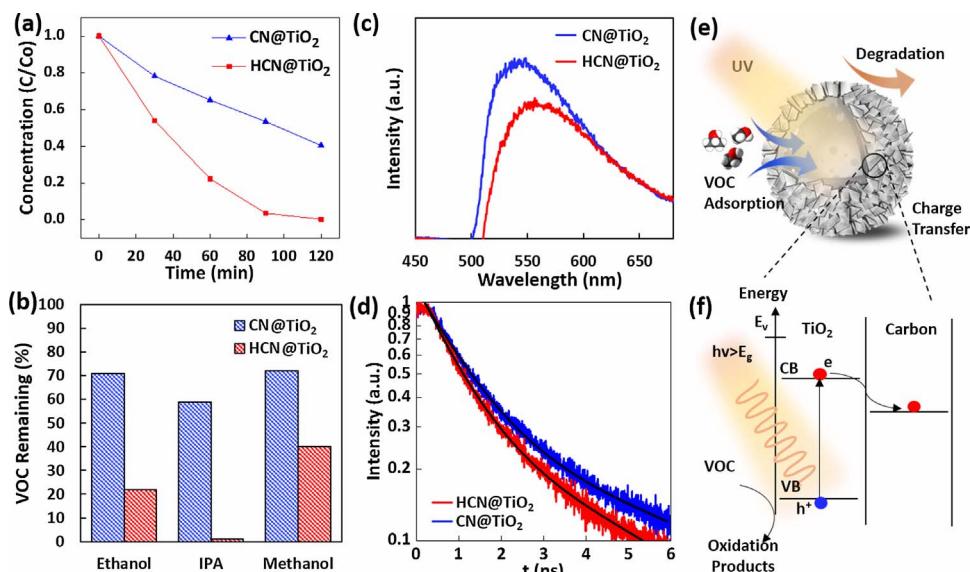 (a)
Concentration (C/Co)
1.0
0.8
0.6
0.4
0.2
0.0
CN@TiO₂
HCN@TiO₂
0 20 40 60 80 100 120
Time (min)
(b)
VOC Remaining (%)
100
90
80
70
60
50
40
30
20
10
0
CN@TiO₂
HCN@TiO₂
Ethanol IPA Methanol
(c)
Intensity (a.u.)
CN@TiO₂
HCN@TiO₂
450 500 550 600 650
Wavelength (nm)
(d)
Intensity (a.u.)
1
0.9
0.8
0.7
0.6
0.5
0.4
0.3
0.2
0.1
HCN@TiO₂
CN@TiO₂
0 1 2 3 4 5 6
t (ns)
(e)
UV
Degradation
VOC
Adsorption
Charge
Transfer
(f)
Energy
Eᵥ
TiO₂
Carbon
hv>E_g
CB
e
VOC
VB
h⁺
Oxidation
Products